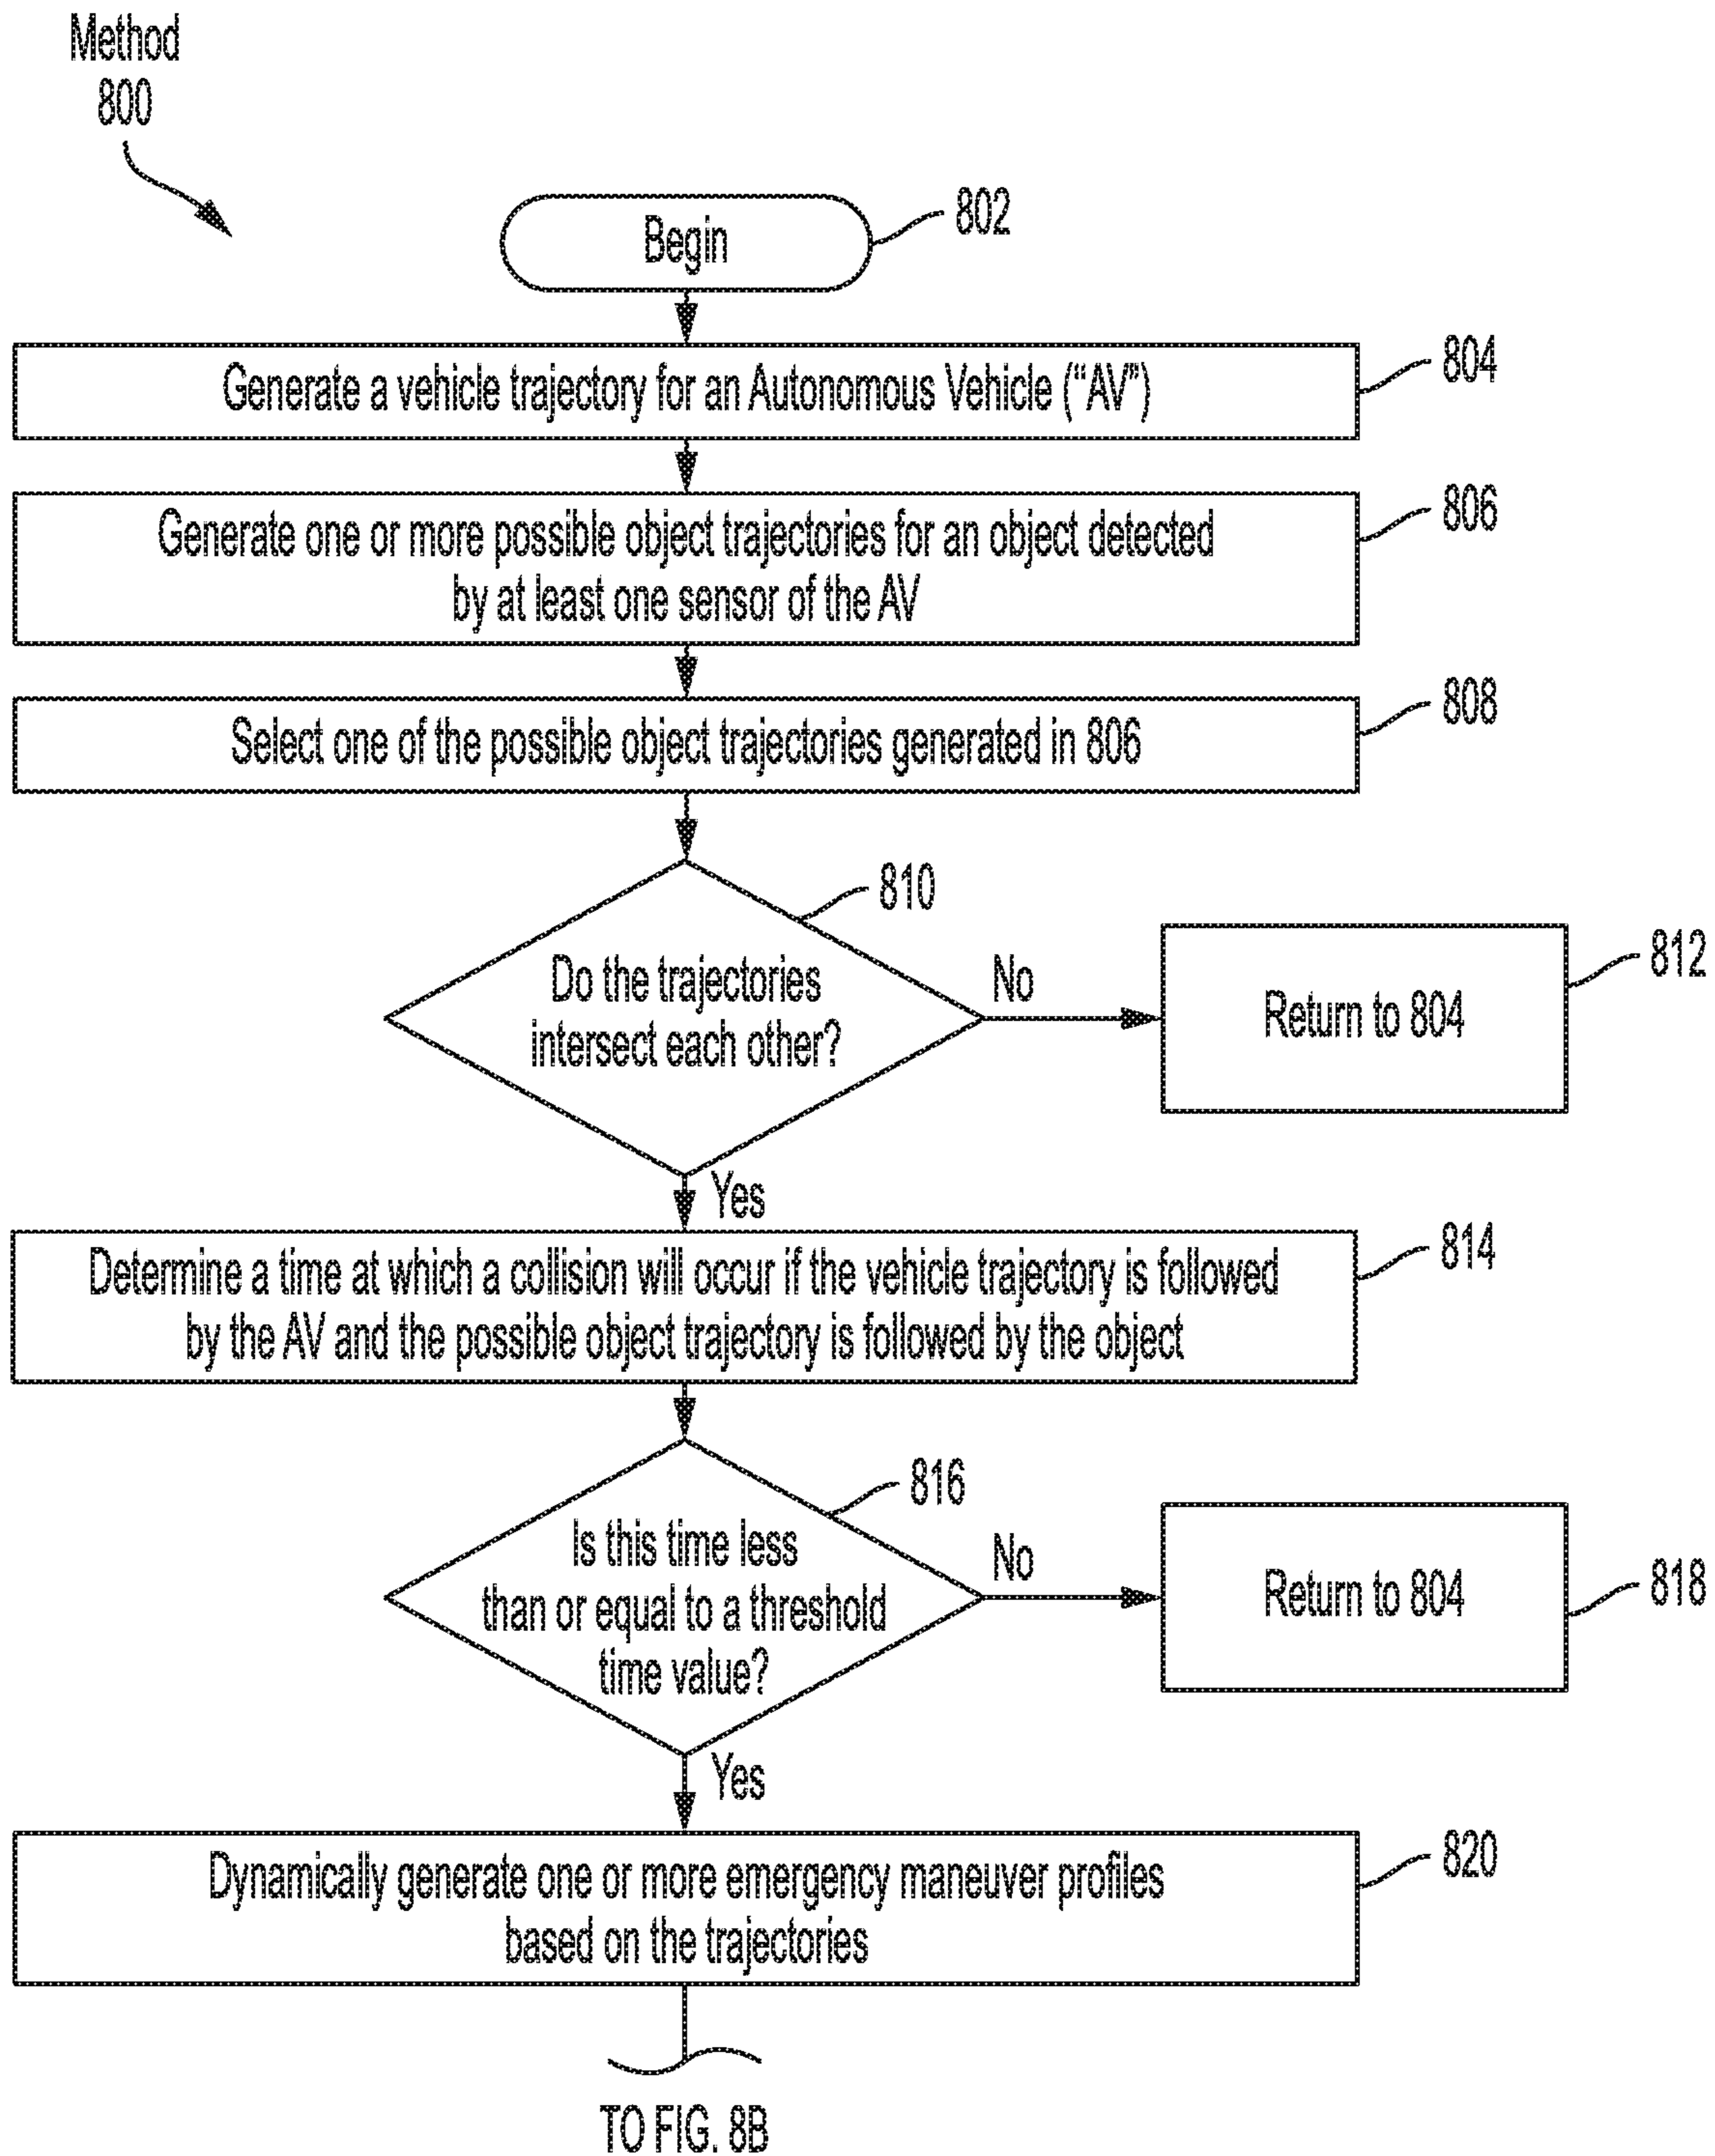 Method
800
Begin
802
Generate a vehicle trajectory for an Autonomous Vehicle (“AV”)
804
Generate one or more possible object trajectories for an object detected
by at least one sensor of the AV
806
Select one of the possible object trajectories generated in 806
808
810
Do the trajectories
intersect each other?
No
Return to 804
812
Yes
Determine a time at which a collision will occur if the vehicle trajectory is followed
by the AV and the possible object trajectory is followed by the object
814
816
Is this time less
than or equal to a threshold
time value?
No
Return to 804
818
Yes
Dynamically generate one or more emergency maneuver profiles
based on the trajectories
820
TO FIG. 8B